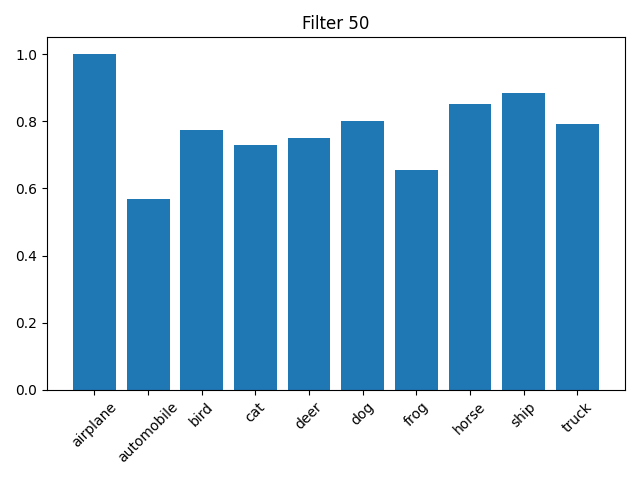 Filter 50
1.0
0.8
0.6
0.4
0.2
0.0
airplane
automobile
bird
cat
deer
dog
frog
horse
ship
truck